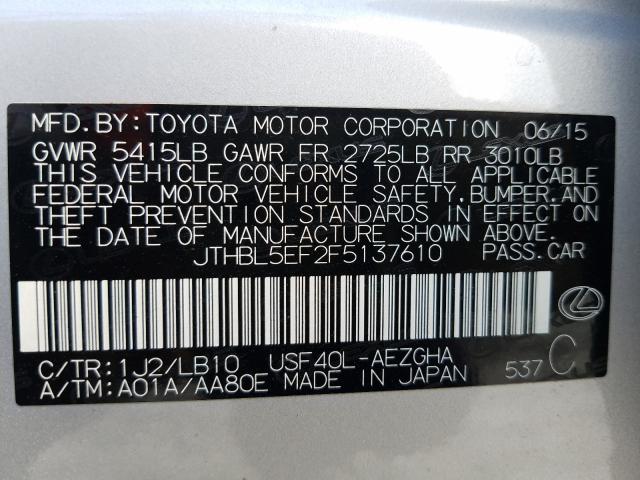 MFD.BY:TOYOTA MOTOR CORPORATION 06/15
GVWR 5415LB GAWR FR 2725LB RR 3010LB
THIS VEHICLE CONFORMS TO ALL APPLICABLE
FEDERAL MOTOR VEHICLE SAFETY,BUMPER,AND
THEFT PREVENTION STANDARDS IN EFFECT ON
THE DATE OF MANUFACTURE SHOWN ABOVE.
JTHBL5EF2F5137610 PASS.CAR
C/TR:1J2/LB10 USF40L-AEZGHA
A/TM:A01A/AA80E MADE IN JAPAN 537 C